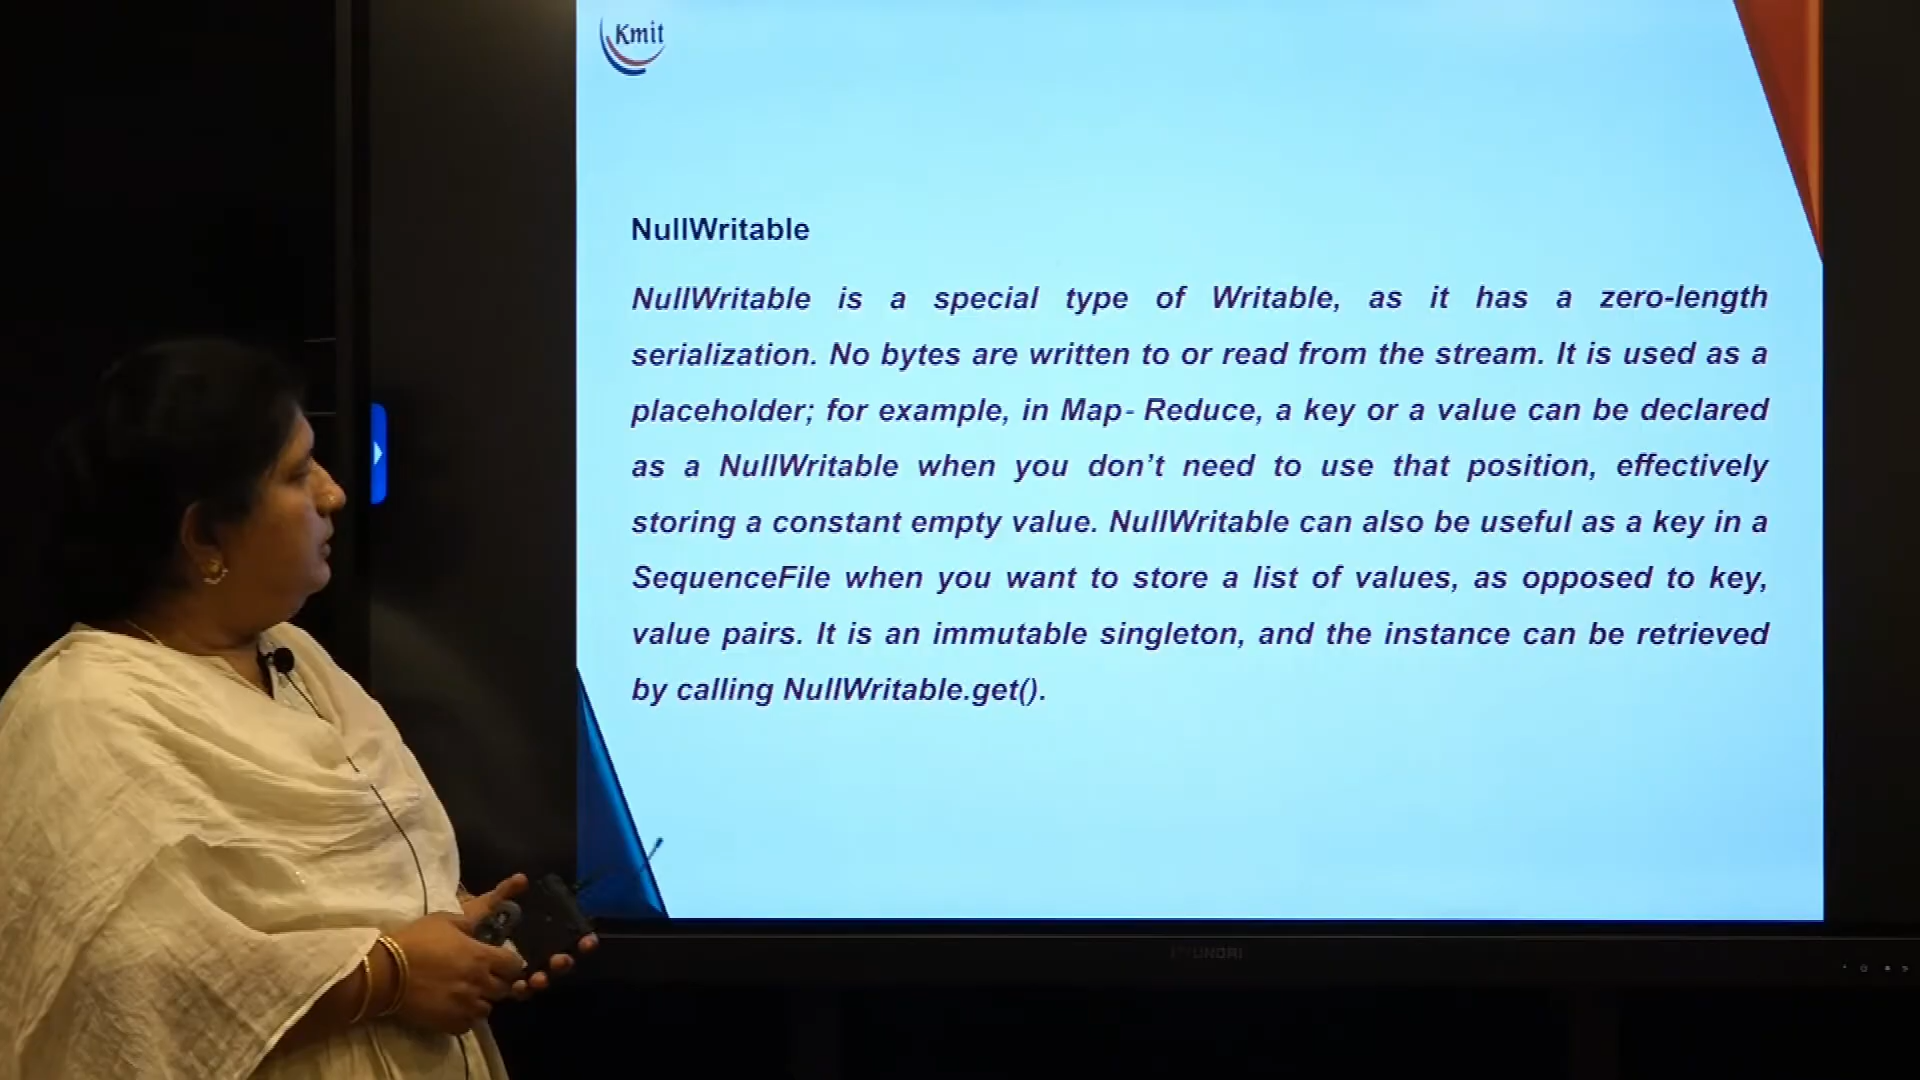 Kmit
NullWritable
NullWritable is a special type of Writable, as it has a zero-length
serialization. No bytes are written to or read from the stream. It is used as a
placeholder; for example, in Map- Reduce, a key or a value can be declared
as a NullWritable when you don’t need to use that position, effectively
storing a constant empty value. NullWritable can also be useful as a key in a
SequenceFile when you want to store a list of values, as opposed to key,
value pairs. It is an immutable singleton, and the instance can be retrieved
by calling NullWritable.get().
HYUNDAI